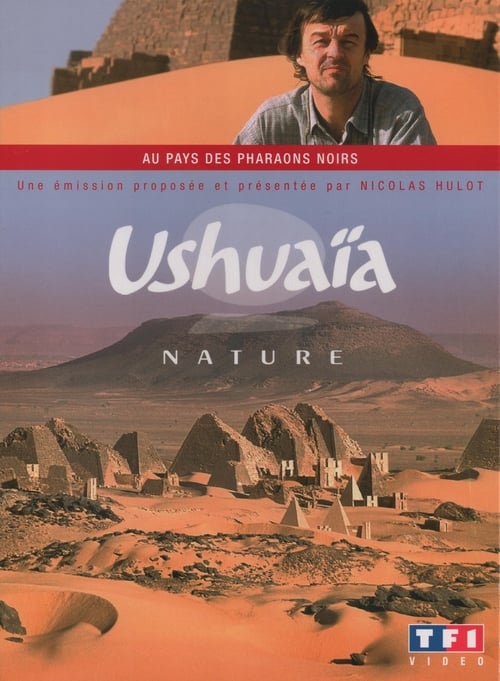 AU PAYS DES PHARAONS NOIRS
Une émission proposée et présentée par NICOLAS HULOT
Ushuaïa
NATURE
TF1
VIDEO